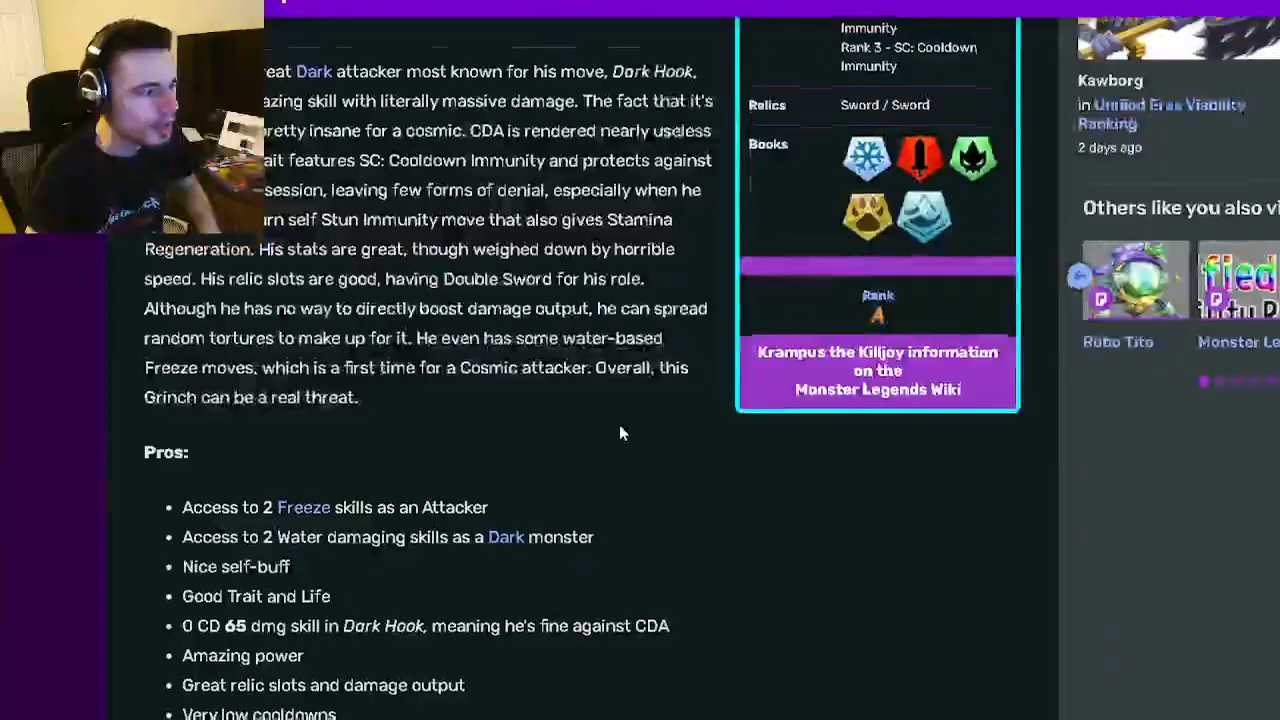 Immunity
Rank 3 - SC: Cooldown
Immunity
Relics Sword / Sword
Books
Rank
A
Krampus the Killjoy information
on the
Monster Legends Wiki
Dark attacker most known for his move, Dark Hook,
skill with literally massive damage. The fact that it's
insane for a cosmic. CDA is rendered nearly useless
features SC: Cooldown Immunity and protects against
leaving few forms of denial, especially when he
self Stun Immunity move that also gives Stamina
Regeneration. His stats are great, though weighed down by horrible
speed. His relic slots are good, having Double Sword for his role.
Although he has no way to directly boost damage output, he can spread
random tortures to make up for it. He even has some water-based
Freeze moves, which is a first time for a Cosmic attacker. Overall, this
Grinch can be a real threat.
Pros:
Access to 2 Freeze skills as an Attacker
Access to 2 Water damaging skills as a Dark monster
Nice self-buff
Good Trait and Life
0 CD 65 dmg skill in Dark Hook, meaning he's fine against CDA
Amazing power
Great relic slots and damage output
Very low cooldowns
Kawborg
in Unified Eras Viability
Ranking
2 days ago
Others like you also vi
fied
Robo Tito
Monster Le